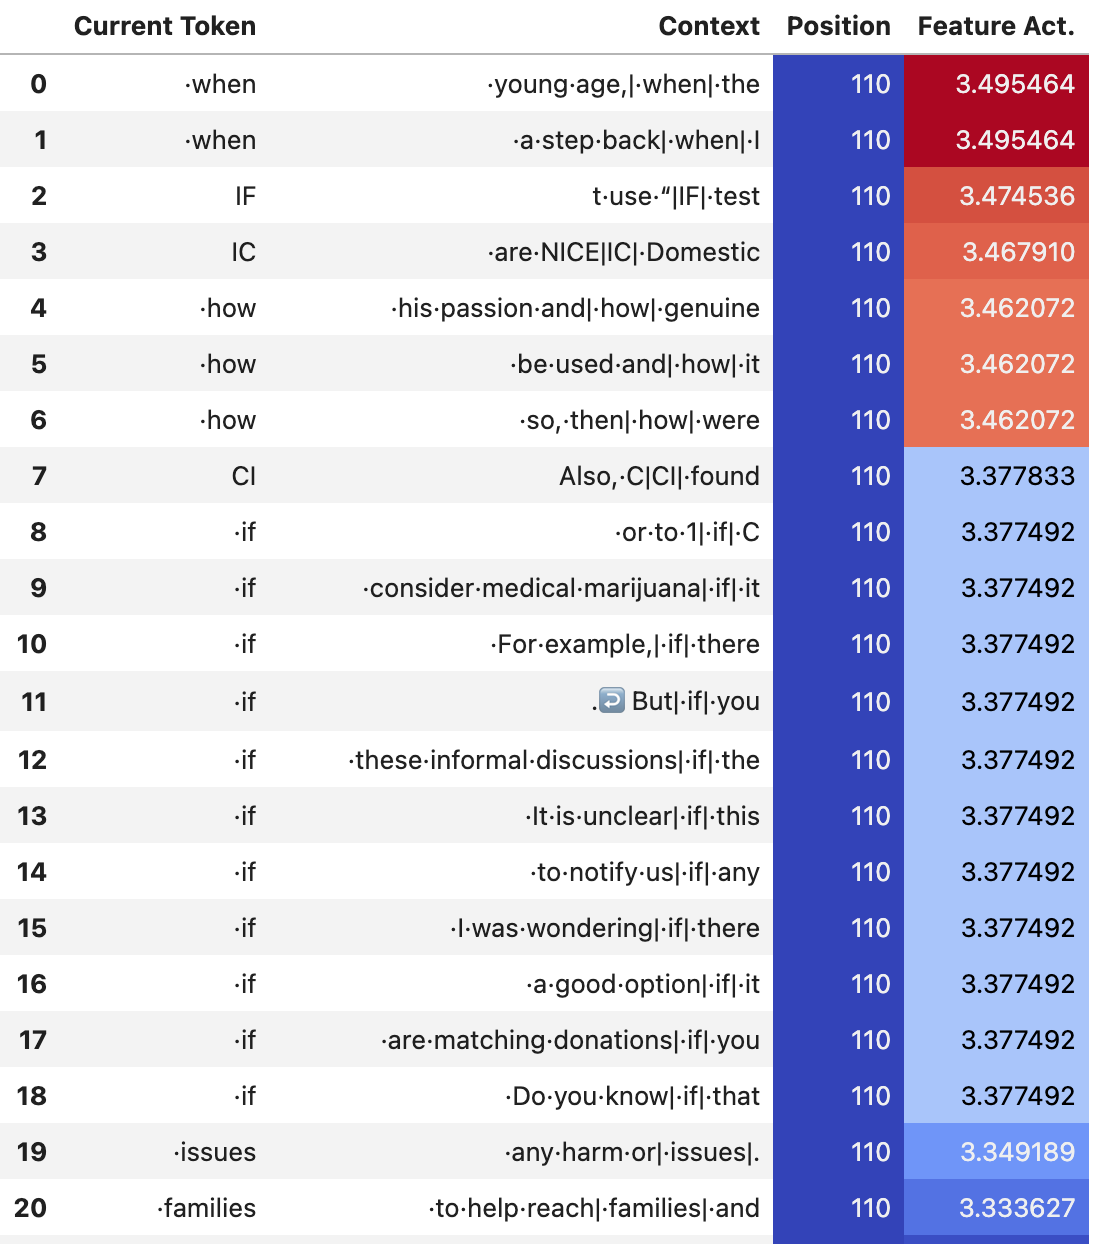 Current Token Context Position Feature Act.
0 ·when ·young·age,|·when|·the 110 3.495464
1 ·when ·a·step·back|·when|·I 110 3.495464
2 IF t·use·“|IF|·test 110 3.474536
3 IC ·are·NICE|IC|·Domestic 110 3.467910
4 ·how ·his·passion·and|·how|·genuine 110 3.462072
5 ·how ·be·used·and|·how|·it 110 3.462072
6 ·how ·so,·then|·how|·were 110 3.462072
7 CI Also,·C|CI|·found 110 3.377833
8 ·if ·or·to·1|·if|·C 110 3.377492
9 ·if ·consider·medical·marijuana|·if|·it 110 3.377492
10 ·if ·For·example,|·if|·there 110 3.377492
11 ·if .↩️ But|·if|·you 110 3.377492
12 ·if ·these·informal·discussions|·if|·the 110 3.377492
13 ·if ·It·is·unclear|·if|·this 110 3.377492
14 ·if ·to·notify·us|·if|·any 110 3.377492
15 ·if ·I·was·wondering|·if|·there 110 3.377492
16 ·if ·a·good·option|·if|·it 110 3.377492
17 ·if ·are·matching·donations|·if|·you 110 3.377492
18 ·if ·Do·you·know|·if|·that 110 3.377492
19 ·issues ·any·harm·or|·issues|. 110 3.349189
20 ·families ·to·help·reach|·families|·and 110 3.333627